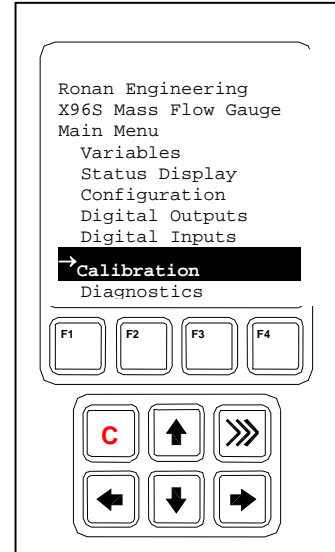 Ronan Engineering
X96S Mass Flow Gauge
Main Menu
Variables
Status Display
Configuration
Digital Outputs
Digital Inputs
→Calibration
Diagnostics
F1 F2 F3 F4
C